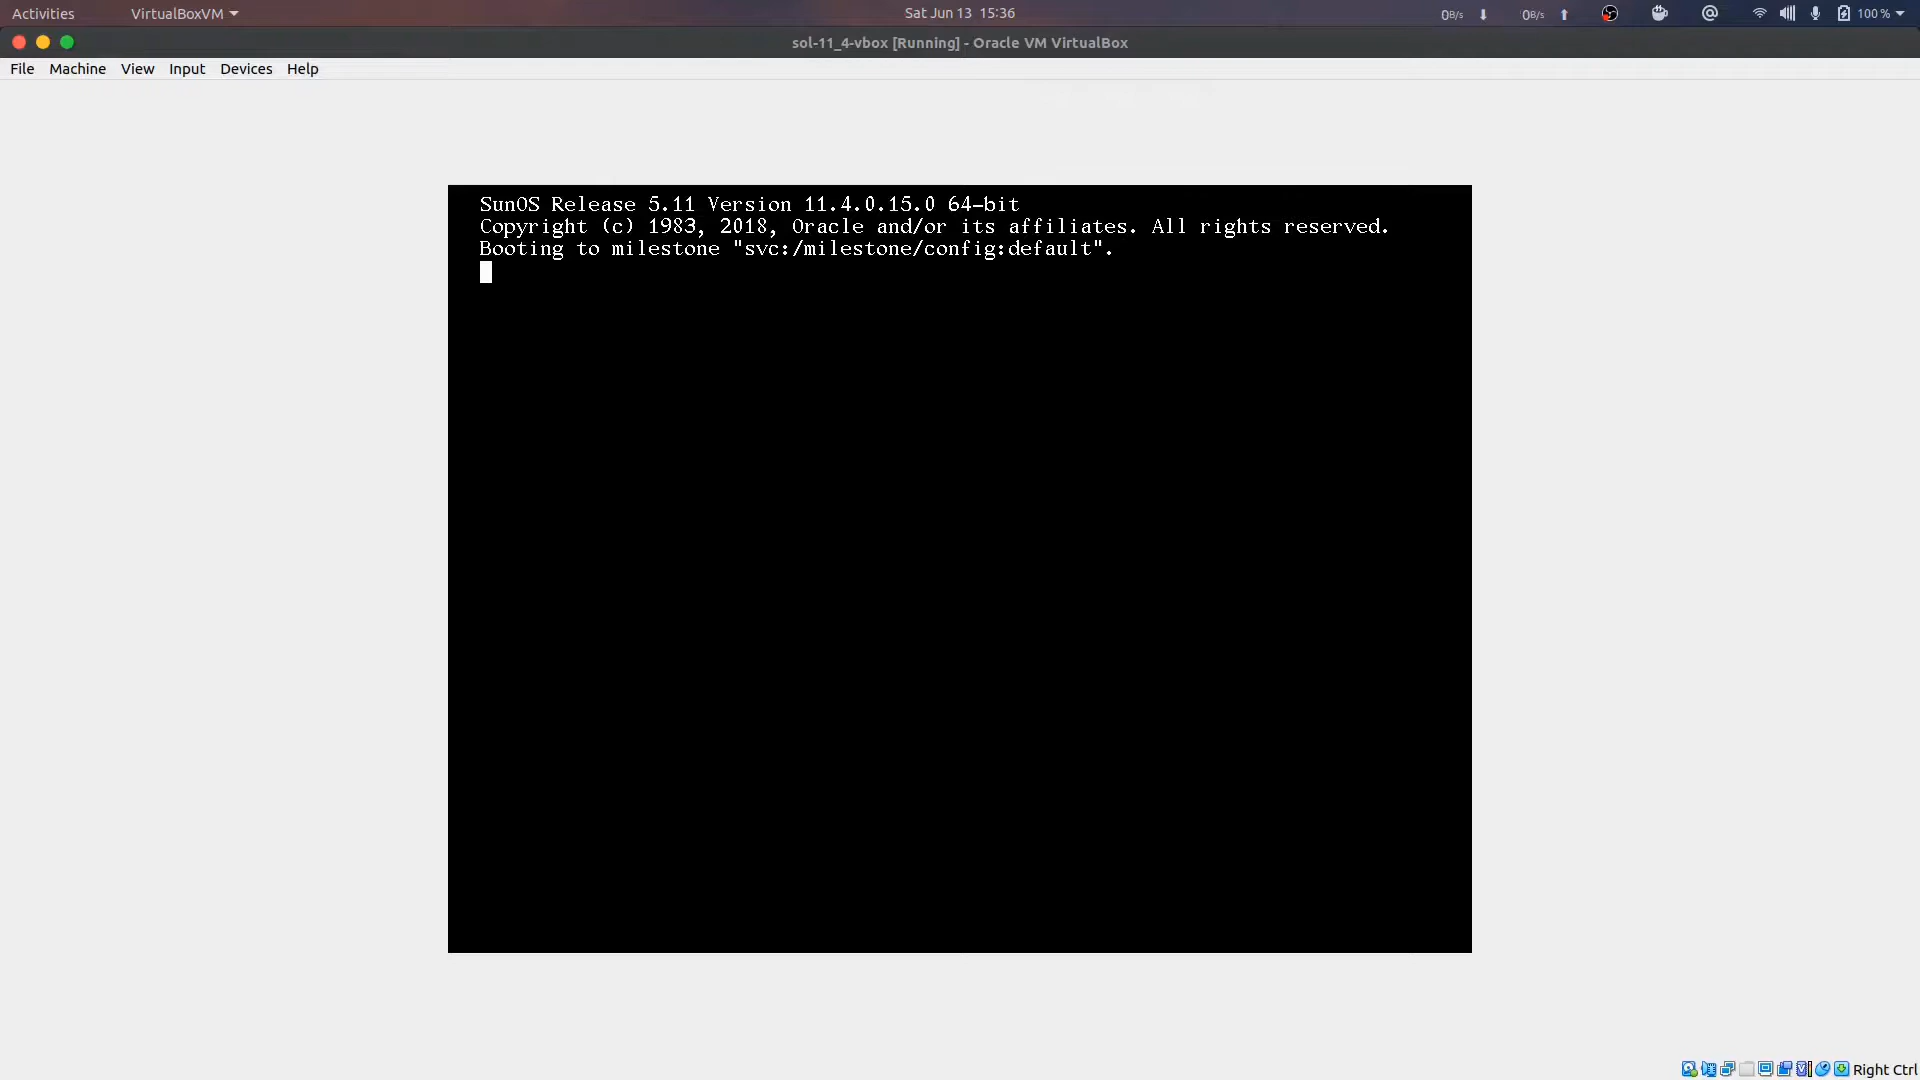 Activities VirtualBoxVM Sat Jun 13 15:36 0B/s 0B/s 100 %
sol-11_4-vbox [Running] - Oracle VM VirtualBox
File Machine View Input Devices Help
SunOS Release 5.11 Version 11.4.0.15.0 64-bit
Copyright (c) 1983, 2018, Oracle and/or its affiliates. All rights reserved.
Booting to milestone "svc:/milestone/config:default".
Right Ctrl